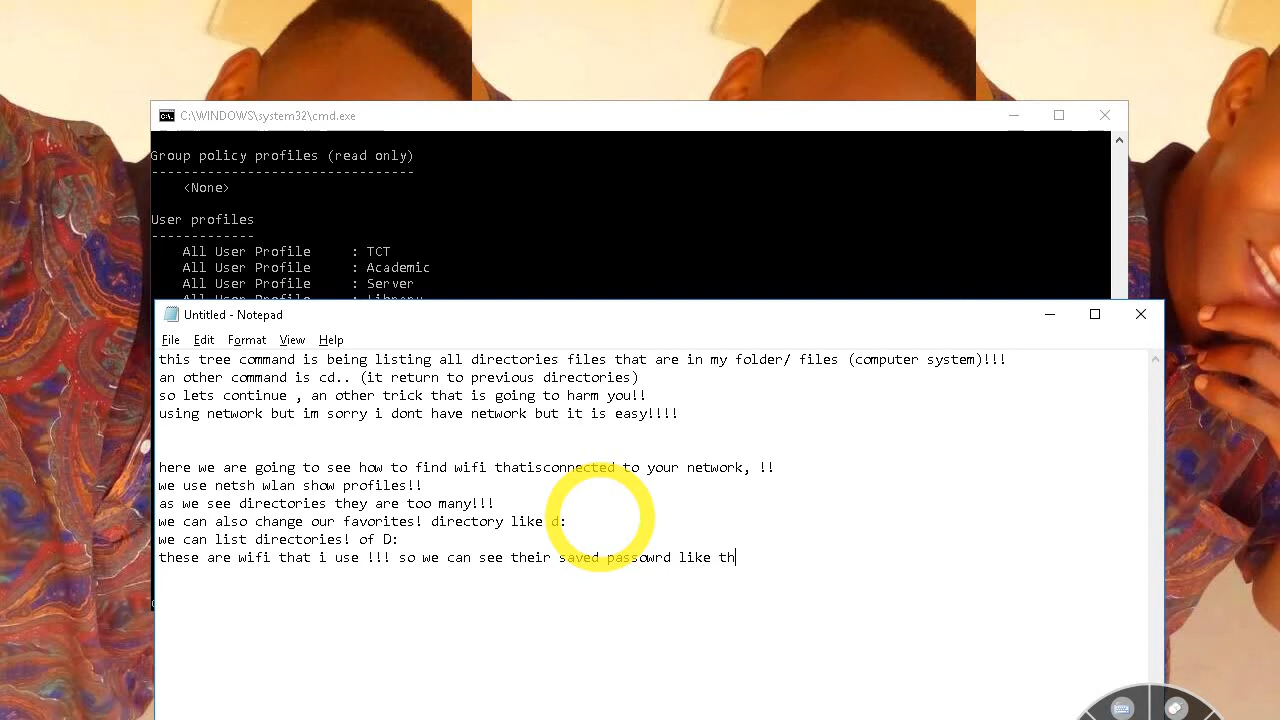 C:\WINDOWS\system32\cmd.exe
Group policy profiles (read only)
---------------------------------
<None>
User profiles
-------------
All User Profile     : TCT
All User Profile     : Academic
All User Profile     : Server
All User Profile     : Library
Untitled - Notepad
File Edit Format View Help
this tree command is being listing all directories files that are in my folder/ files (computer system)!!!
an other command is cd.. (it return to previous directories)
so lets continue , an other trick that is going to harm you!!
using network but im sorry i dont have network but it is easy!!!!
here we are going to see how to find wifi thatisconnected to your network, !!
we use netsh wlan show profiles!!
as we see directories they are too many!!!
we can also change our favorites! directory like d:
we can list directories! of D:
these are wifi that i use !!! so we can see their saved passowrd like th